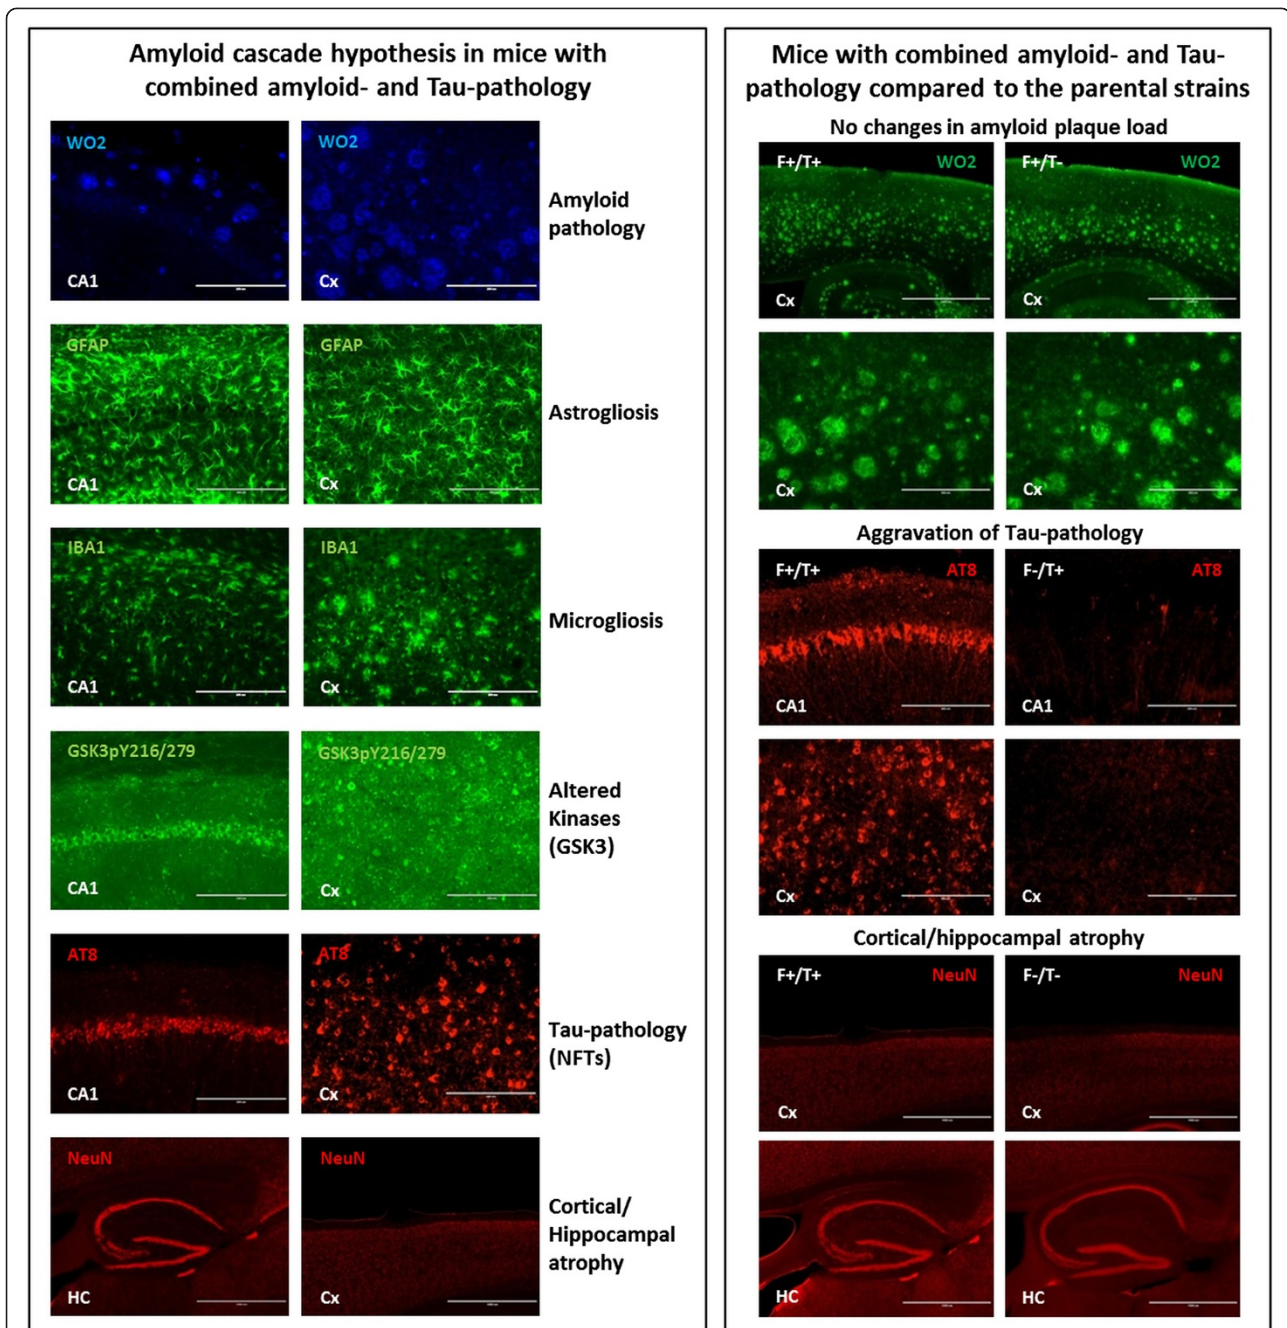 Amyloid cascade hypothesis in mice with
combined amyloid- and Tau-pathology
WO2
CA1
WO2
Cx
Amyloid
pathology
GFAP
CA1
GFAP
Cx
Astrogliosis
IBA1
CA1
IBA1
Cx
Microgliosis
GSK3pY216/279
CA1
GSK3pY216/279
Cx
Altered
Kinases
(GSK3)
AT8
CA1
AT8
Cx
Tau-pathology
(NFTs)
NeuN
HC
NeuN
Cx
Cortical/
Hippocampal
atrophy
Mice with combined amyloid- and Tau-
pathology compared to the parental strains
No changes in amyloid plaque load
F+/T+ WO2
Cx
F+/T- WO2
Cx
Cx
Cx
Aggravation of Tau-pathology
F+/T+ AT8
CA1
F-/T+ AT8
CA1
Cx
Cx
Cortical/hippocampal atrophy
F+/T+ NeuN
Cx
F-/T- NeuN
Cx
HC
HC